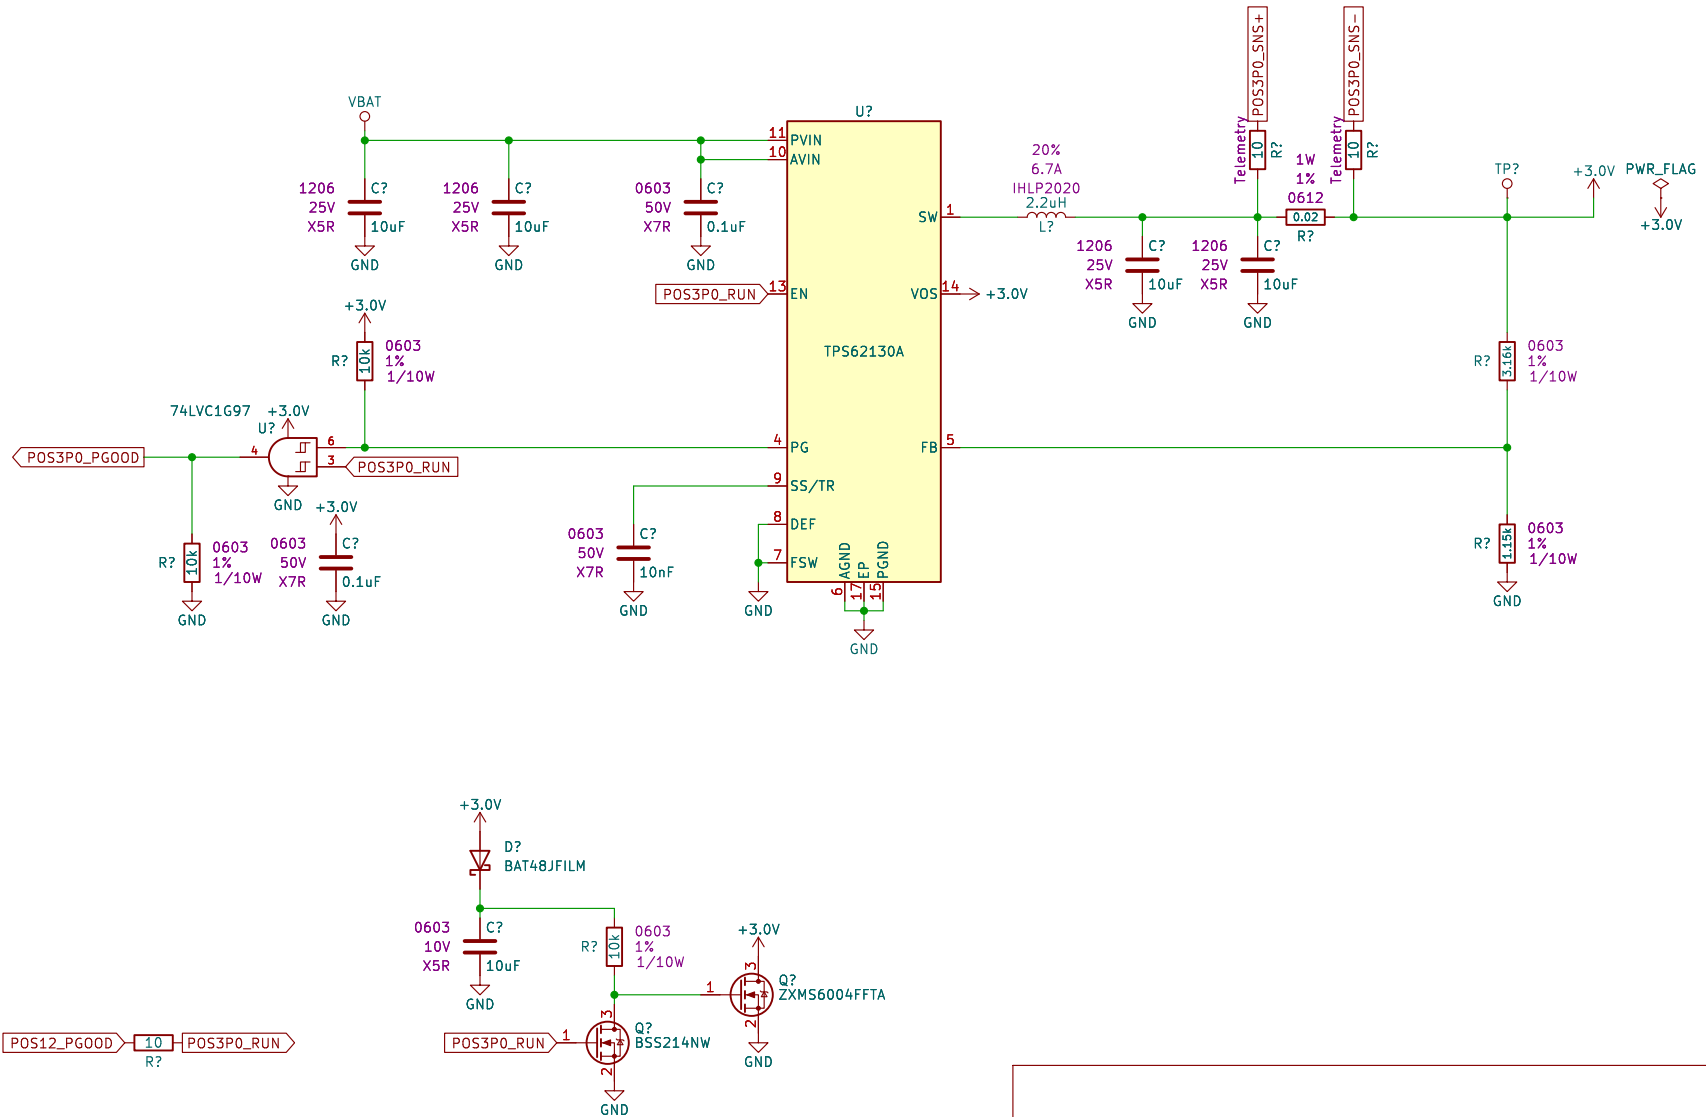 POS3P0_SNS+
POS3P0_SNS-
VBAT
U?
11
PVIN
10
AVIN
1206
C?
25V
X5R
10uF
GND
1206
C?
25V
X5R
10uF
GND
0603
C?
50V
X7R
0.1uF
GND
20%
6.7A
IHLP2020
2.2uH
L?
SW
1
Telemetry
10
R?
1W
1%
0612
0.02
R?
Telemetry
10
R?
TP?
+3.0V
PWR_FLAG
+3.0V
1206
C?
25V
X5R
10uF
GND
1206
C?
25V
X5R
10uF
GND
POS3P0_RUN
13
EN
VOS
14
+3.0V
TPS62130A
+3.0V
R?
10k
0603
1%
1/10W
R?
3.16k
0603
1%
1/10W
74LVC1G97
+3.0V
U?
POS3P0_PGOOD
4
6
3
POS3P0_RUN
GND
4
PG
FB
5
9
SS/TR
8
DEF
7
FSW
AGND
EP
PGND
6
17
15
GND
R?
10k
0603
1%
1/10W
GND
+3.0V
0603
C?
50V
X7R
0.1uF
GND
0603
C?
50V
X7R
10nF
GND
GND
R?
1.15k
0603
1%
1/10W
GND
+3.0V
D?
BAT48JFILM
0603
C?
10V
X5R
10uF
GND
R?
10k
0603
1%
1/10W
+3.0V
3
1
Q?
ZXMS6004FFTA
2
GND
POS12_PGOOD
10
R?
POS3P0_RUN
POS3P0_RUN
1
3
Q?
BSS214NW
2
GND